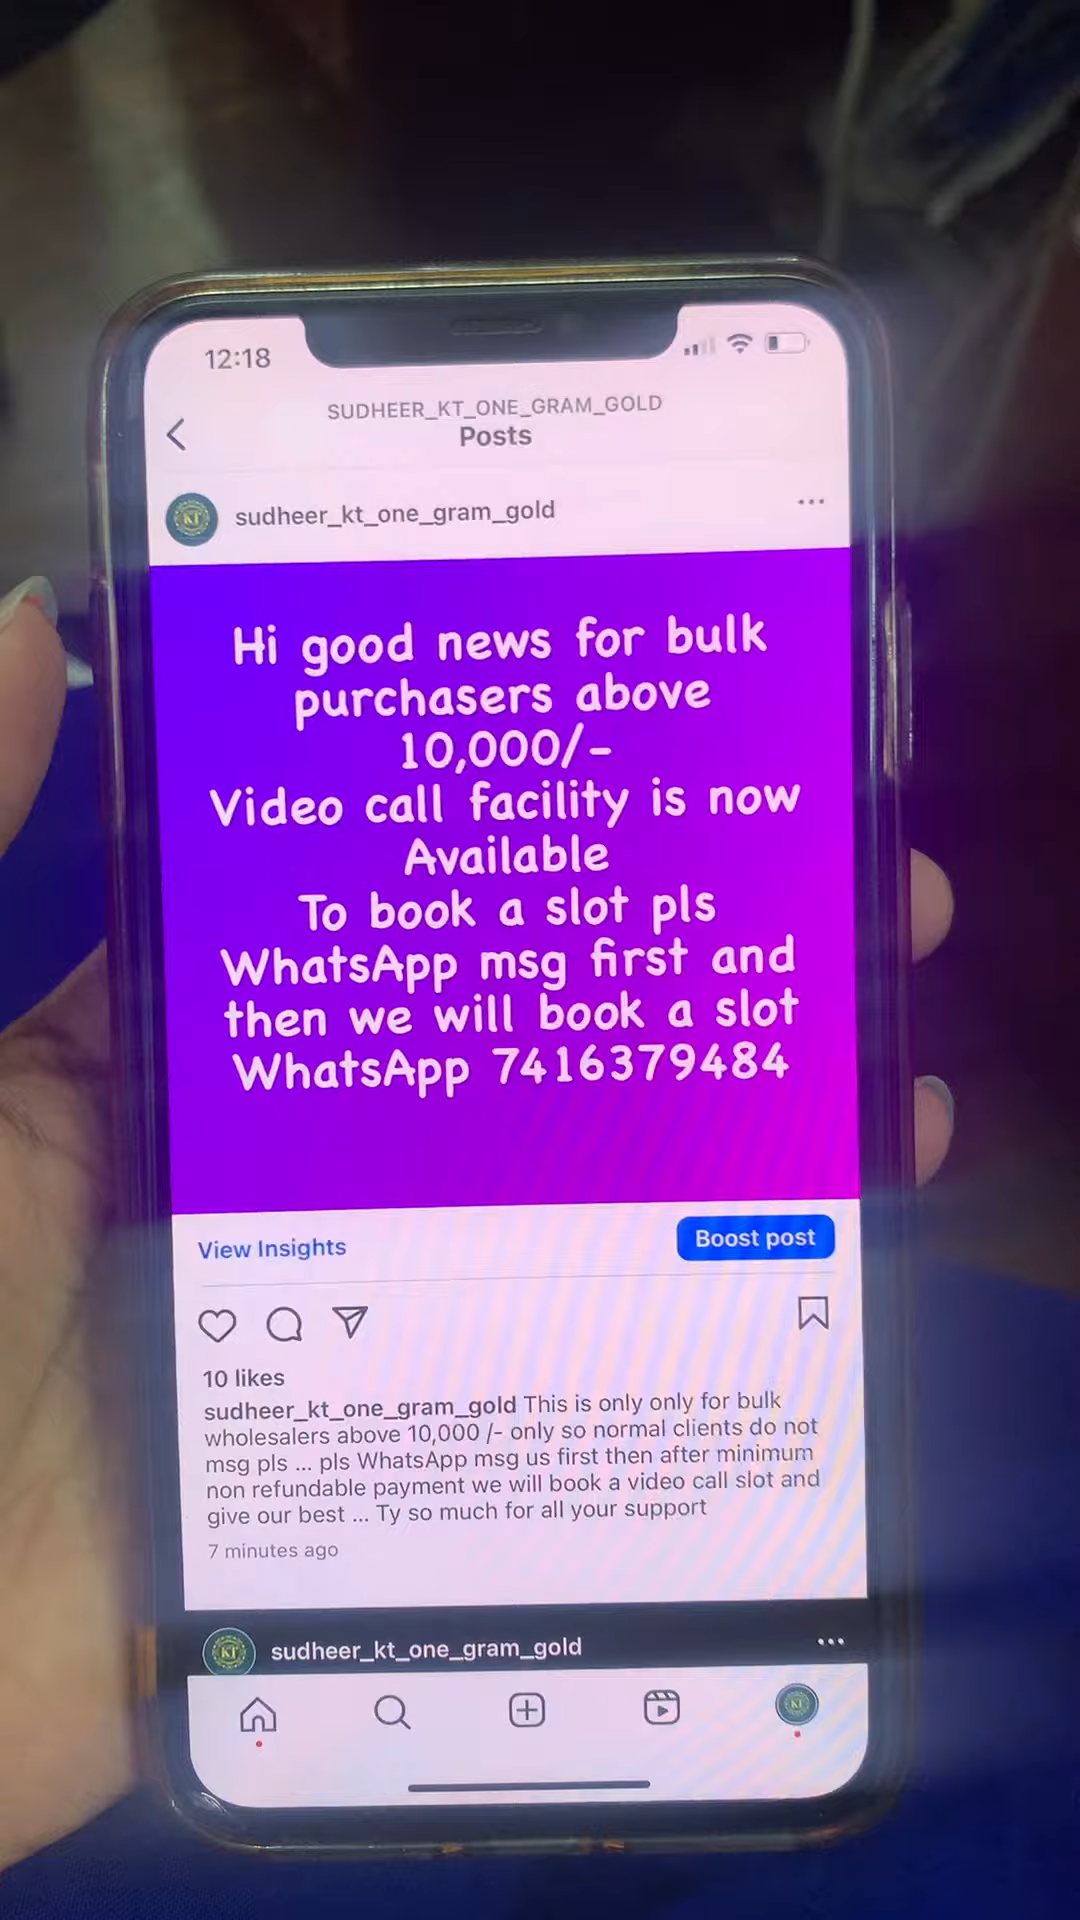 12:18
SUDHEER_KT_ONE_GRAM_GOLD
Posts
KT
sudheer_kt_one_gram_gold
Hi good news for bulk
purchasers above
10,000/-
Video call facility is now
Available
To book a slot pls
WhatsApp msg first and
then we will book a slot
WhatsApp 7416379484
View Insights
Boost post
10 likes
sudheer_kt_one_gram_gold This is only only for bulk
wholesalers above 10,000 /- only so normal clients do not
msg pls ... pls WhatsApp msg us first then after minimum
non refundable payment we will book a video call slot and
give our best ... Ty so much for all your support
7 minutes ago
KT
sudheer_kt_one_gram_gold
KT